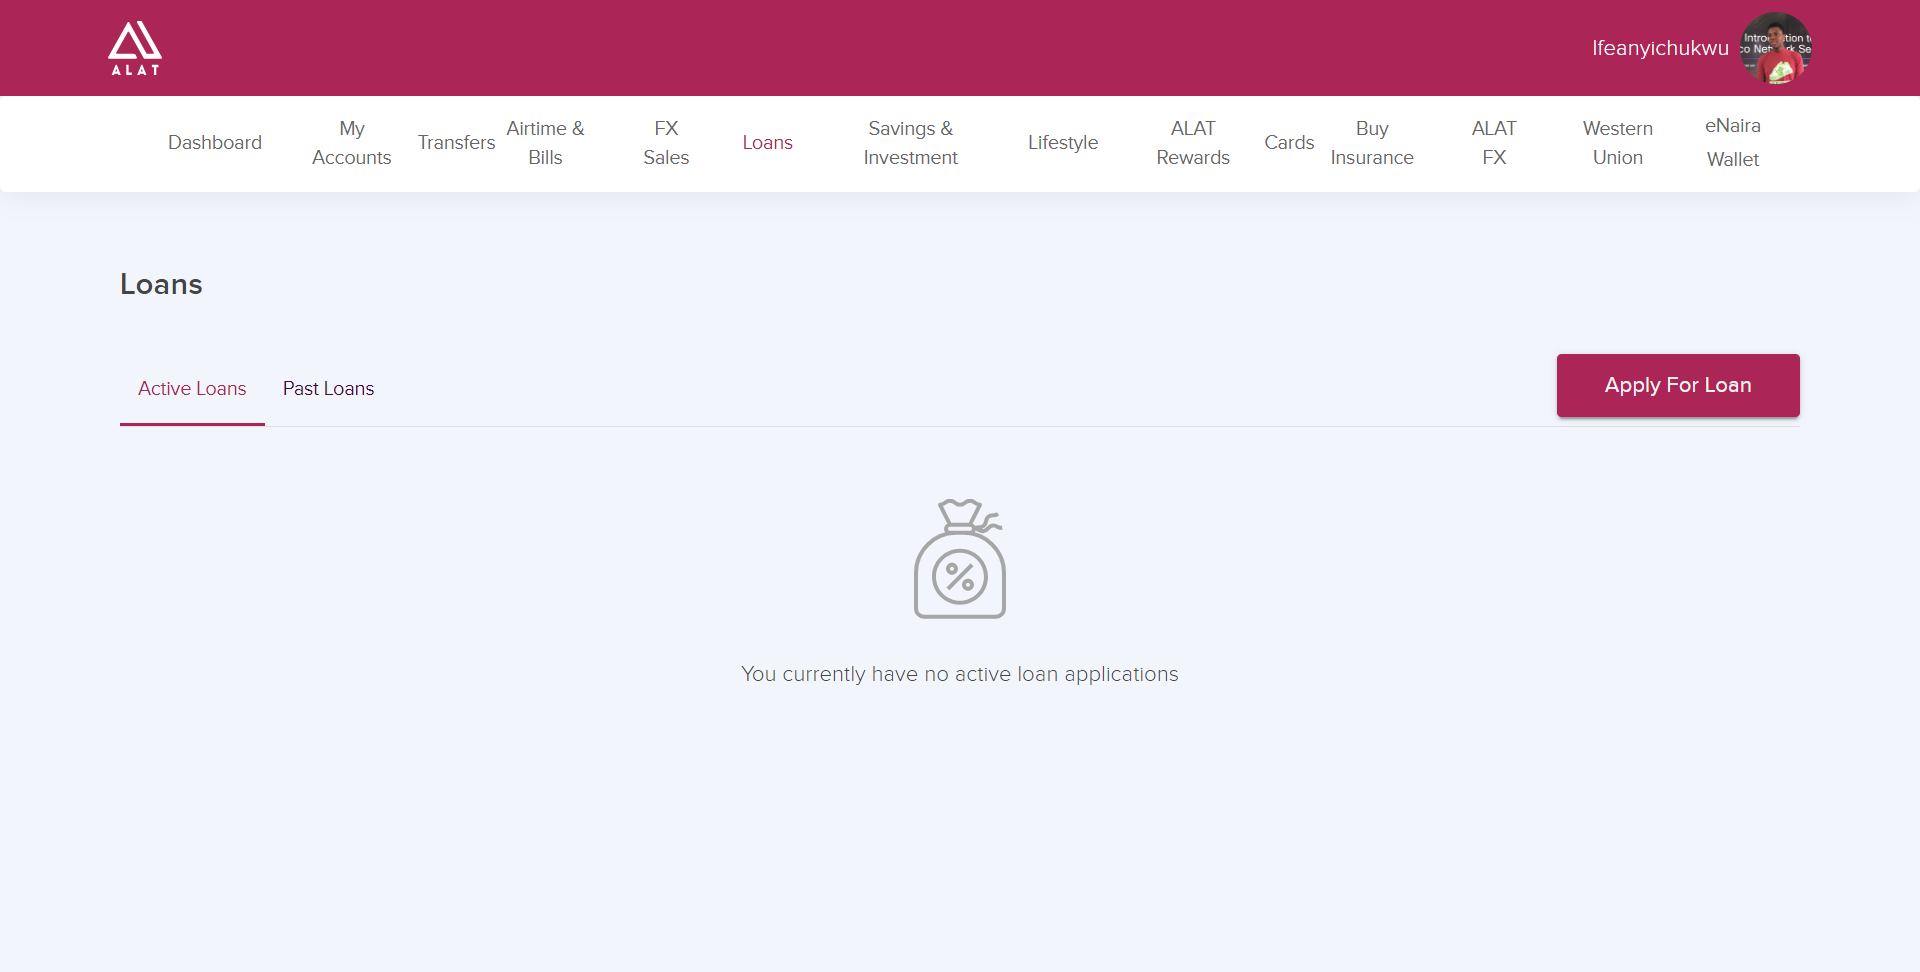 ALAT
Ifeanyichukwu
Dashboard
My
Accounts
Transfers
Airtime &
Bills
FX
Sales
Loans
Savings &
Investment
Lifestyle
ALAT
Rewards
Cards
Buy
Insurance
ALAT
FX
Western
Union
eNaira
Wallet
Loans
Active Loans
Past Loans
Apply For Loan
%
You currently have no active loan applications